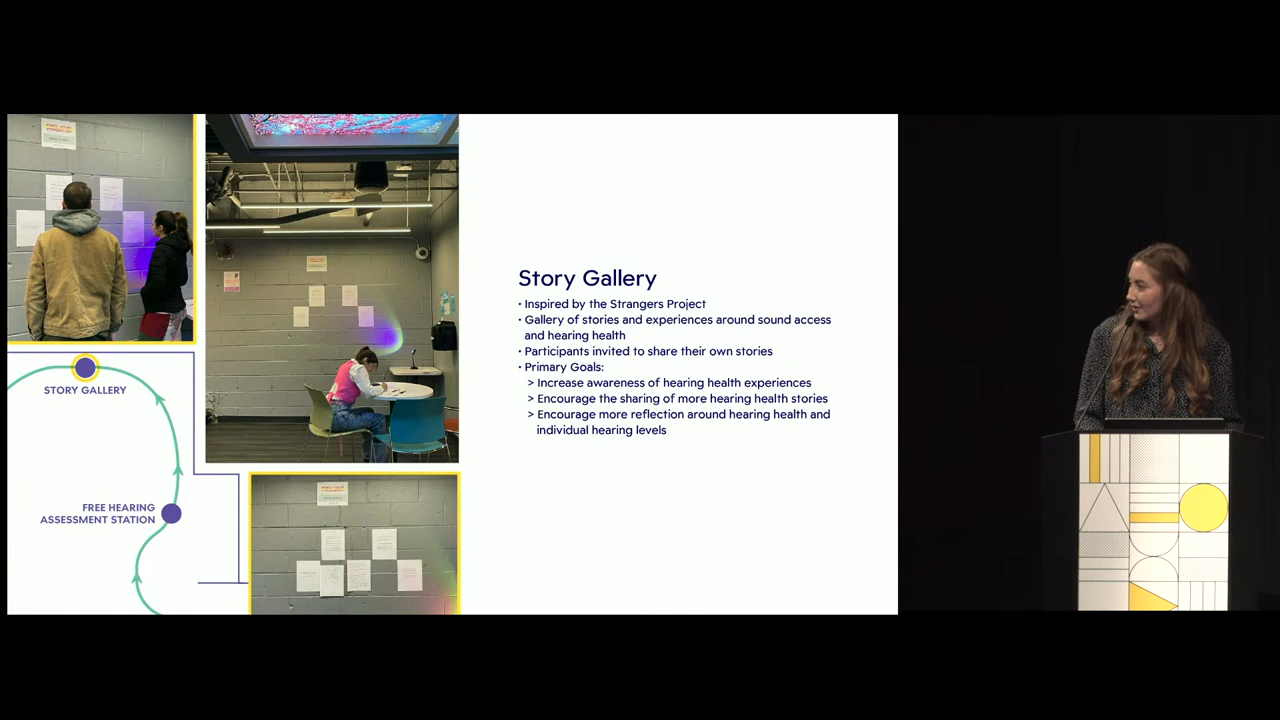 Story Gallery
• Inspired by the Strangers Project
• Gallery of stories and experiences around sound access
and hearing health
• Participants invited to share their own stories
• Primary Goals:
> Increase awareness of hearing health experiences
> Encourage the sharing of more hearing health stories
> Encourage more reflection around hearing health and
individual hearing levels
STORY GALLERY
FREE HEARING
ASSESSMENT STATION